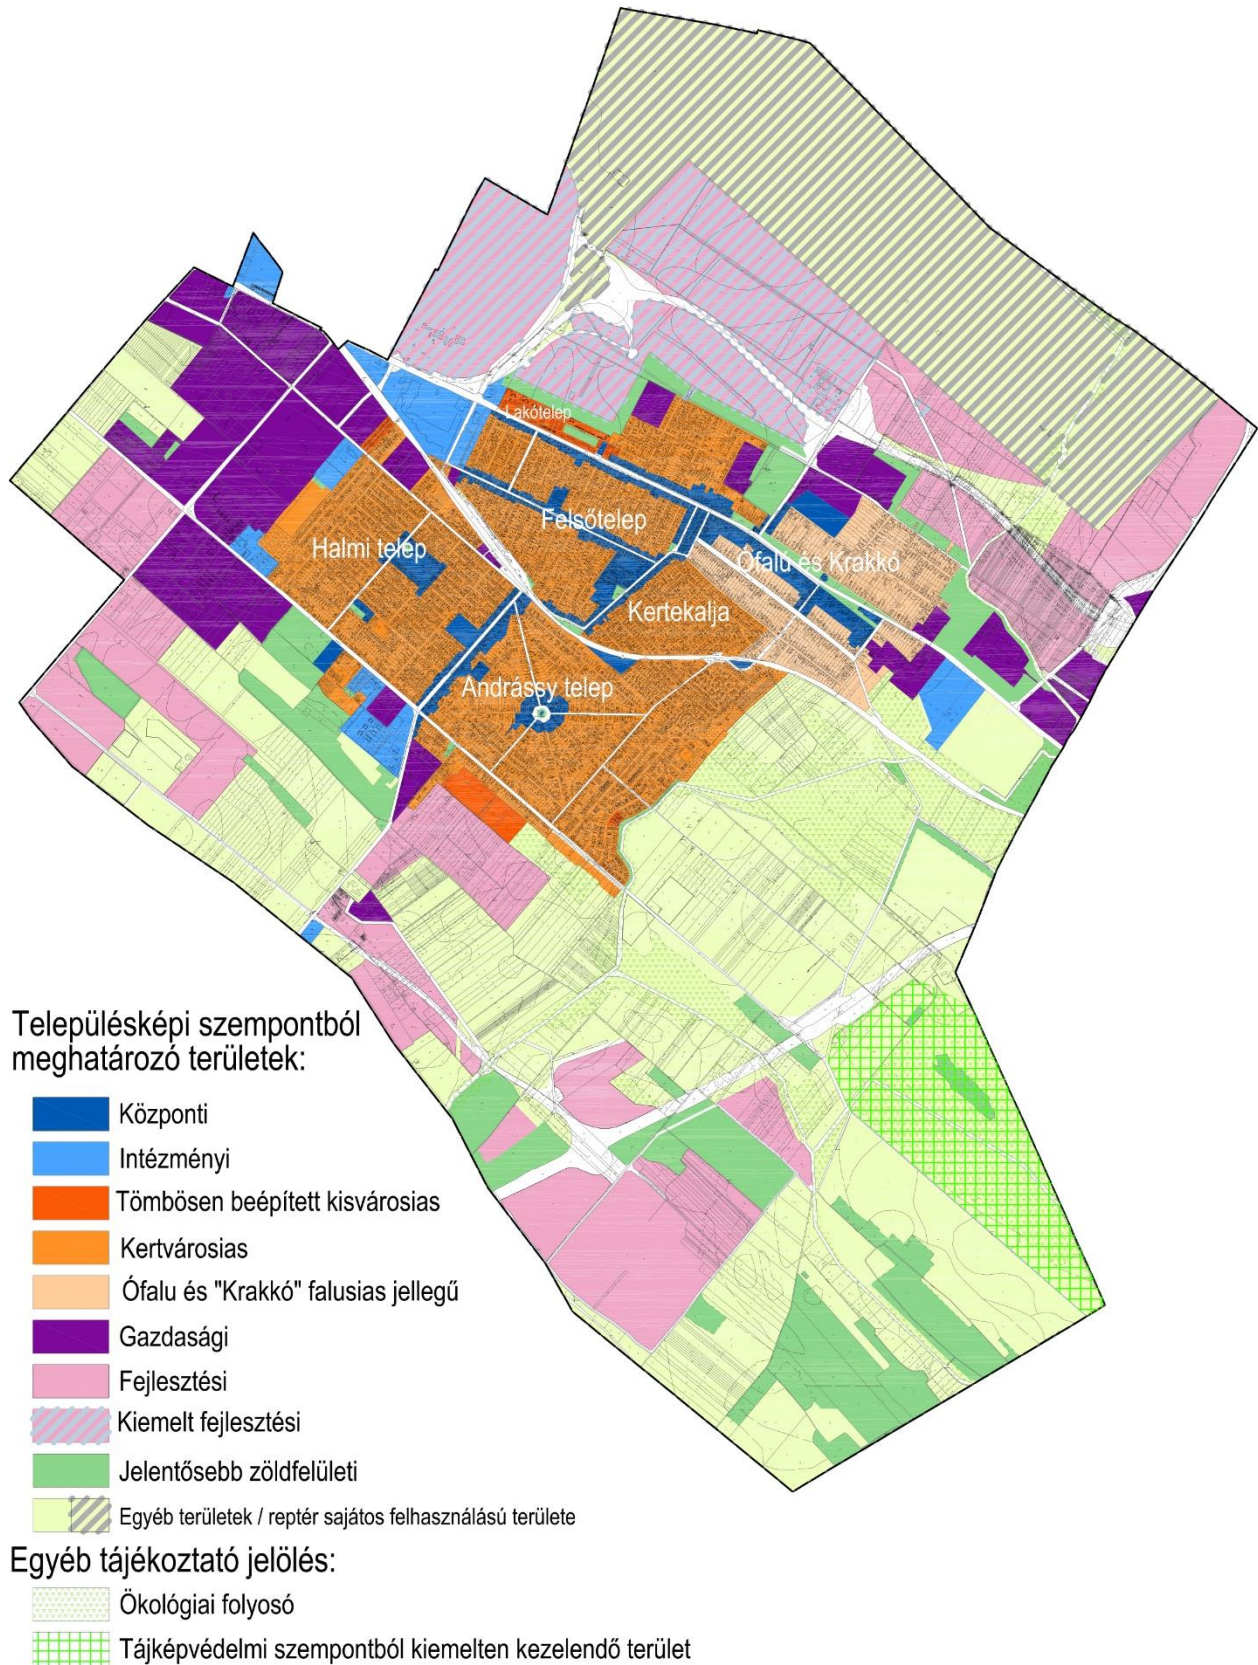 Lakótelep
Felsőtelep
Halmi telep
Ófalu és Krakkó
Kertekalja
Andrássy telep
Településképi szempontból
meghatározó területek:
Központi
Intézményi
Tömbösen beépített kisvárosias
Kertvárosias
Ófalu és "Krakkó" falusias jellegű
Gazdasági
Fejlesztési
Kiemelt fejlesztési
Jelentősebb zöldfelületi
Egyéb területek / reptér sajátos felhasználású területe
Egyéb tájékoztató jelölés:
Ökológiai folyosó
Tájképvédelmi szempontból kiemelten kezelendő terület